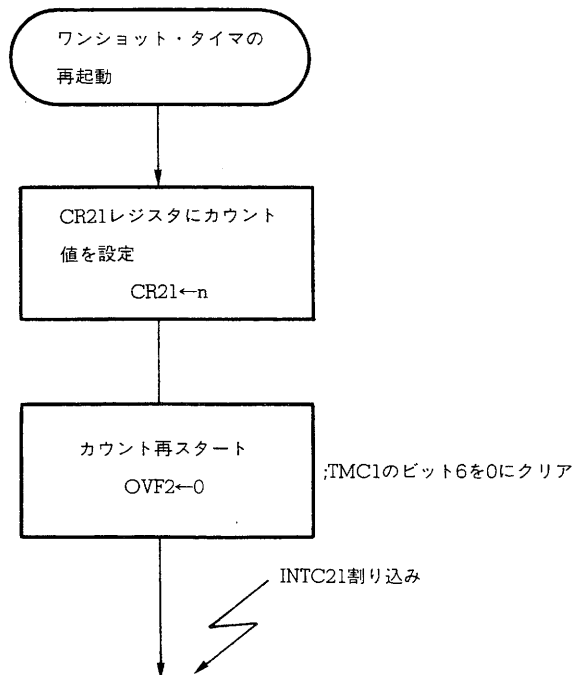 ワンショット・タイマの
再起動
CR21レジスタにカウント
値を設定
CR21←n
カウント再スタート
OVF2←0
;TMC1のビット6を0にクリア
INTC21割り込み